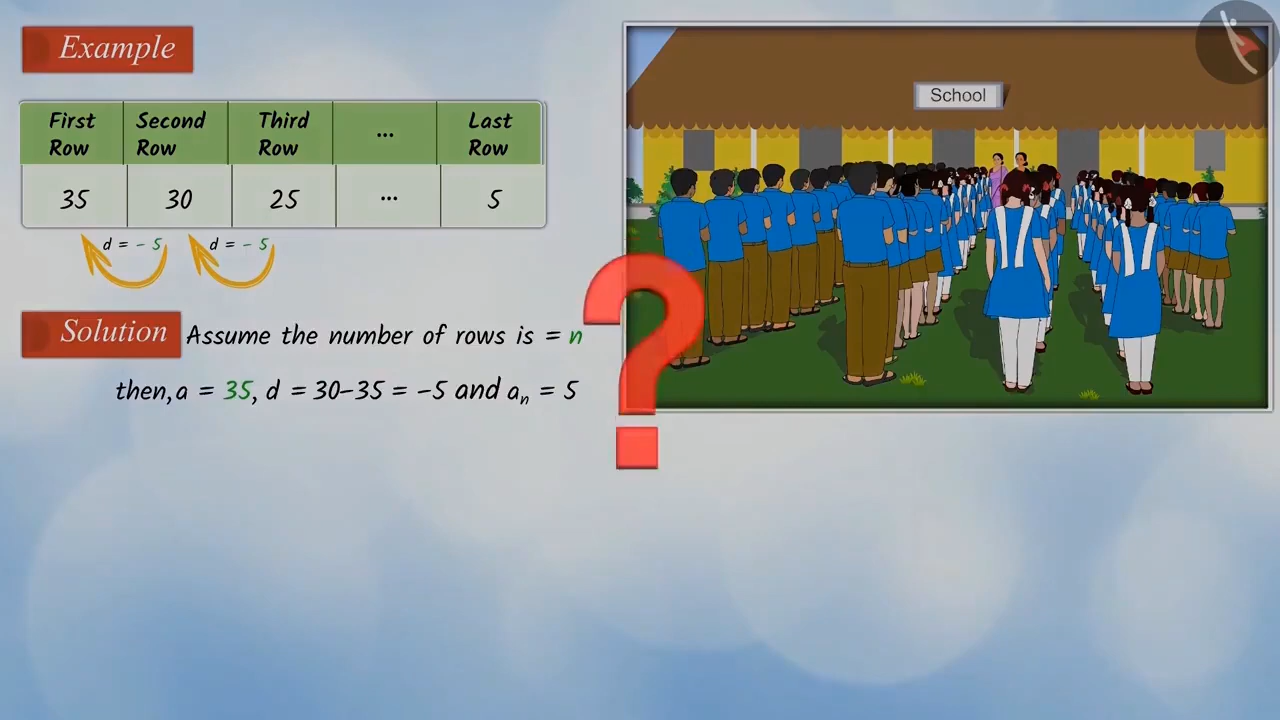 Example
First Row Second Row Third Row ... Last Row
35 30 25 ... 5
d = - 5 d = - 5
Solution Assume the number of rows is = n
then, a = 35, d = 30-35 = -5 and aₙ = 5
School
?